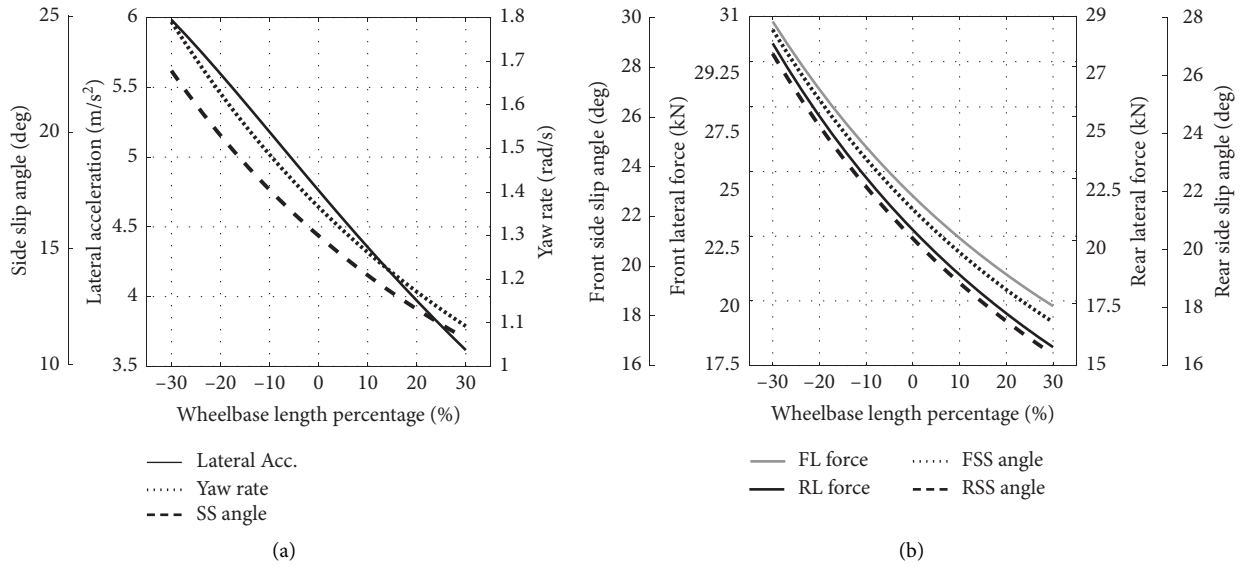 Side slip angle (deg)
25
20
15
10
Lateral acceleration (m/s²)
6
5.5
5
4.5
4
3.5
1.8
1.7
1.6
1.5
1.4
1.3
1.2
1.1
1
Yaw rate (rad/s)
–30 –20 –10 0 10 20 30
Wheelbase length percentage (%)
Lateral Acc.
Yaw rate
SS angle
(a)
Front side slip angle (deg)
30
28
26
24
22
20
18
16
Front lateral force (kN)
31
29.25
27.5
25
22.5
20
17.5
29
27
25
22.5
20
17.5
15
Rear lateral force (kN)
28
26
24
22
20
18
16
Rear side slip angle (deg)
–30 –20 –10 0 10 20 30
Wheelbase length percentage (%)
FL force
RL force
FSS angle
RSS angle
(b)